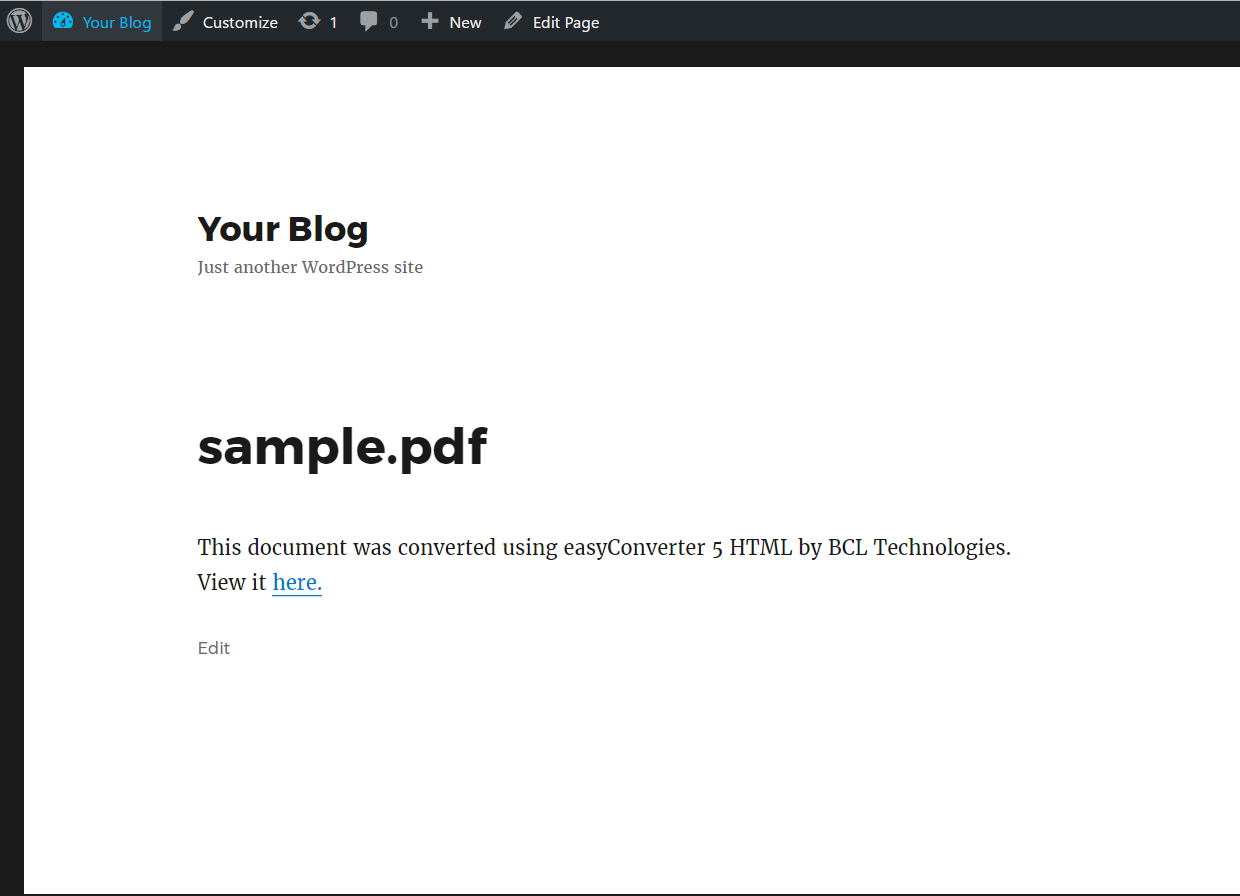 Your Blog Customize 1 0 New Edit Page
Your Blog
Just another WordPress site
sample.pdf
This document was converted using easyConverter 5 HTML by BCL Technologies.
View it here.
Edit